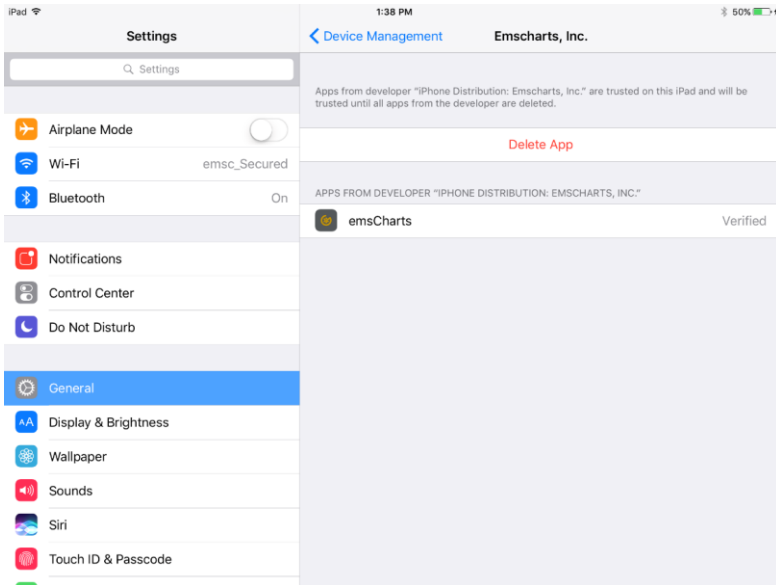 iPad
1:38 PM
50%
Settings
Device Management
Emscharts, Inc.
Settings
Apps from developer “iPhone Distribution: Emscharts, Inc.” are trusted on this iPad and will be
trusted until all apps from the developer are deleted.
Delete App
APPS FROM DEVELOPER “IPHONE DISTRIBUTION: EMSCHARTS, INC.”
emsCharts
Verified
Airplane Mode
Wi-Fi
emsc_Secured
Bluetooth
On
Notifications
Control Center
Do Not Disturb
General
AA
Display & Brightness
Wallpaper
Sounds
Siri
Touch ID & Passcode